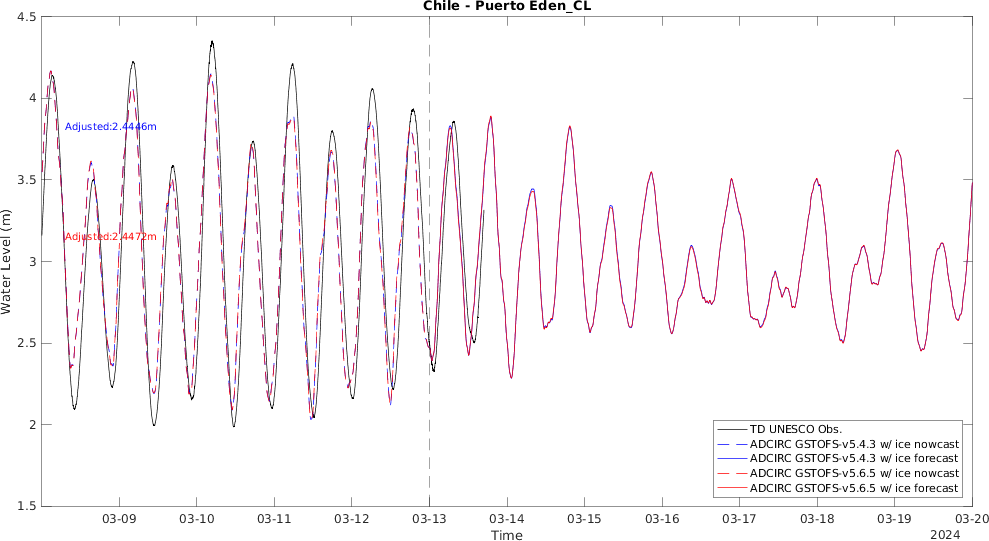 Chile - Puerto Eden_CL
4.5
4
3.5
3
2.5
2
1.5
Water Level (m)
Adjusted:2.4446m
Adjusted:2.4472m
TD UNESCO Obs.
ADCIRC GSTOFS-v5.4.3 w/ ice nowcast
ADCIRC GSTOFS-v5.4.3 w/ ice forecast
ADCIRC GSTOFS-v5.6.5 w/ ice nowcast
ADCIRC GSTOFS-v5.6.5 w/ ice forecast
03-09 03-10 03-11 03-12 03-13 03-14 03-15 03-16 03-17 03-18 03-19 03-20
Time
2024